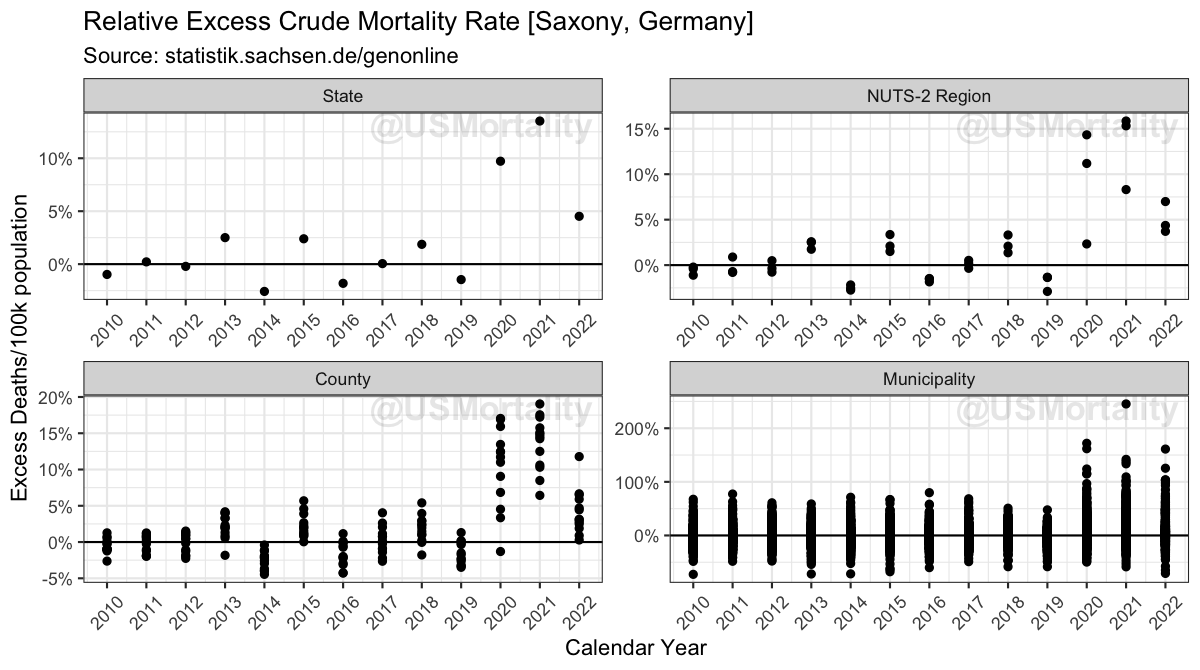 Relative Excess Crude Mortality Rate [Saxony, Germany]
Source: statistik.sachsen.de/genonline
Excess Deaths/100k population
State
@USMortality
10%
5%
0%
2010 2011 2012 2013 2014 2015 2016 2017 2018 2019 2020 2021 2022
NUTS-2 Region
@USMortality
15%
10%
5%
0%
2010 2011 2012 2013 2014 2015 2016 2017 2018 2019 2020 2021 2022
County
@USMortality
20%
15%
10%
5%
0%
-5%
2010 2011 2012 2013 2014 2015 2016 2017 2018 2019 2020 2021 2022
Municipality
@USMortality
200%
100%
0%
2010 2011 2012 2013 2014 2015 2016 2017 2018 2019 2020 2021 2022
Calendar Year